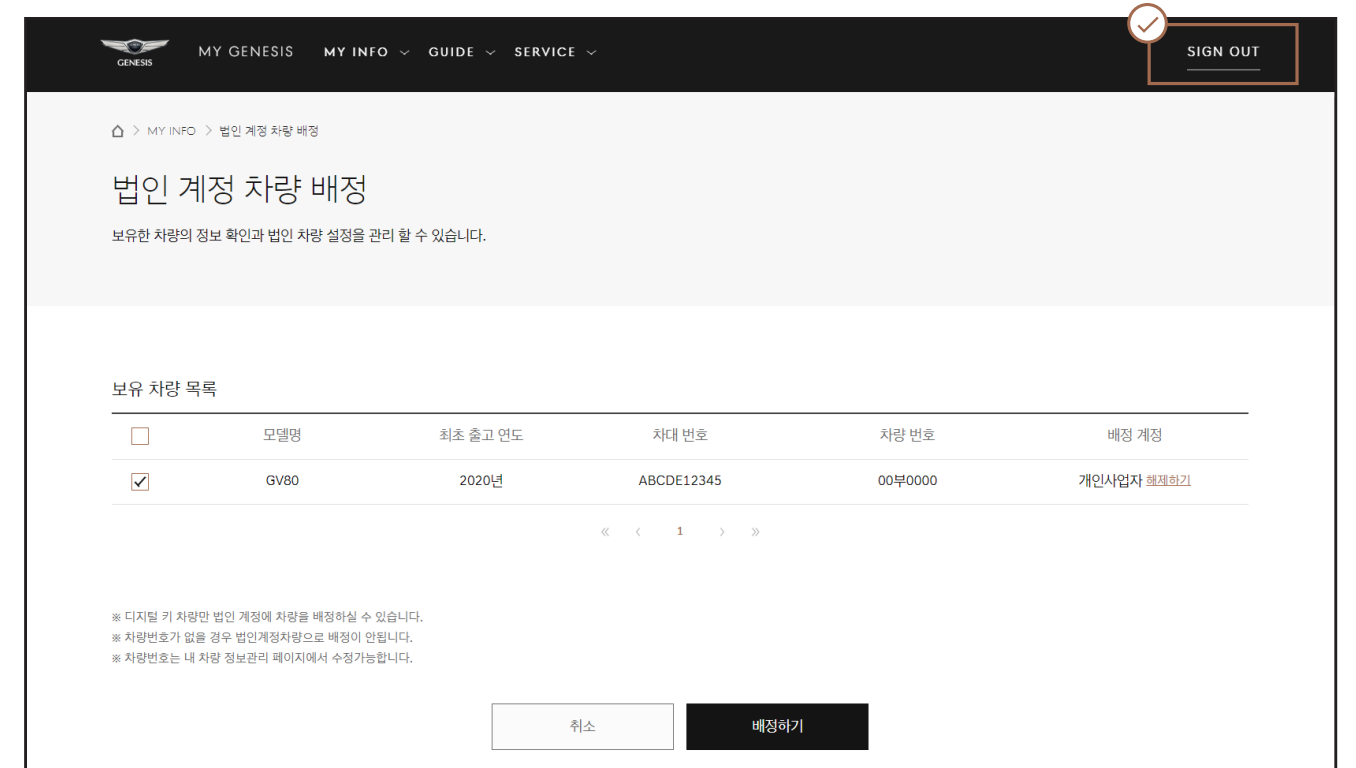 GENESIS MY GENESIS MY INFO GUIDE SERVICE SIGN OUT
MY INFO 법인 계정 차량 배정
법인 계정 차량 배정
보유한 차량의 정보 확인과 법인 차량 설정을 관리 할 수 있습니다.
보유 차량 목록
모델명 최초 출고 연도 차대 번호 차량 번호 배정 계정
GV80 2020년 ABCDE12345 00부0000 개인사업자 해제하기
« ‹ 1 › »
※ 디지털 키 차량만 법인 계정에 차량을 배정하실 수 있습니다.
※ 차량번호가 없을 경우 법인계정차량으로 배정이 안됩니다.
※ 차량번호는 내 차량 정보관리 페이지에서 수정가능합니다.
취소 배정하기